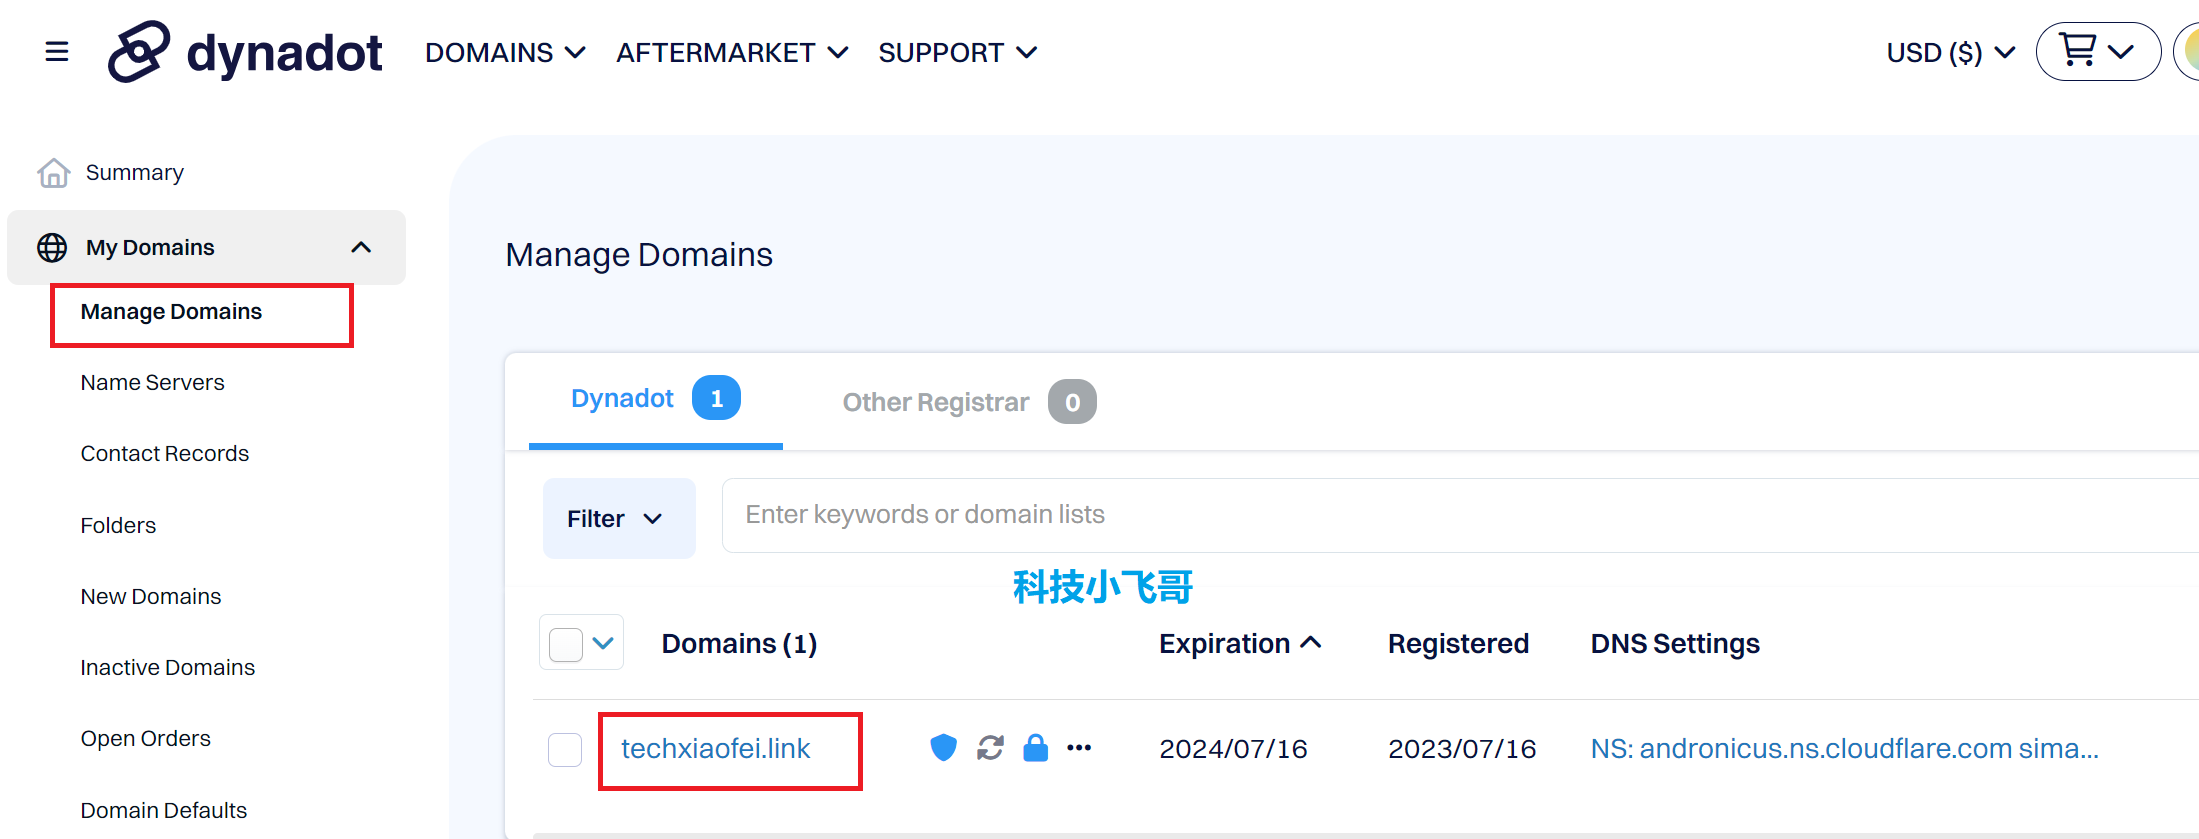 dynadot
DOMAINS AFTERMARKET SUPPORT USD ($)
Summary
My Domains
Manage Domains
Name Servers
Contact Records
Folders
New Domains
Inactive Domains
Open Orders
Domain Defaults
Manage Domains
Dynadot 1 Other Registrar 0
Filter Enter keywords or domain lists
科技小飞哥
Domains (1) Expiration Registered DNS Settings
techxiaofei.link 2024/07/16 2023/07/16 NS: andronicus.ns.cloudflare.com sima...